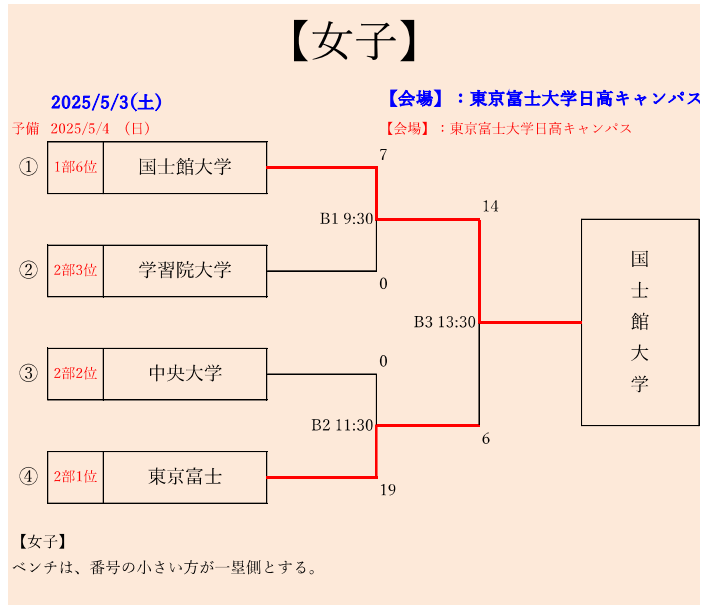 【女子】
2025/5/3(土)
【会場】：東京富士大学日高キャンパス
予備 2025/5/4 （日）
【会場】：東京富士大学日高キャンパス
① 1部6位 国士館大学
7
14
B1 9:30
② 2部3位 学習院大学
0
国士館大学
B3 13:30
③ 2部2位 中央大学
0
B2 11:30
6
④ 2部1位 東京富士
19
【女子】
ベンチは、番号の小さい方が一塁側とする。